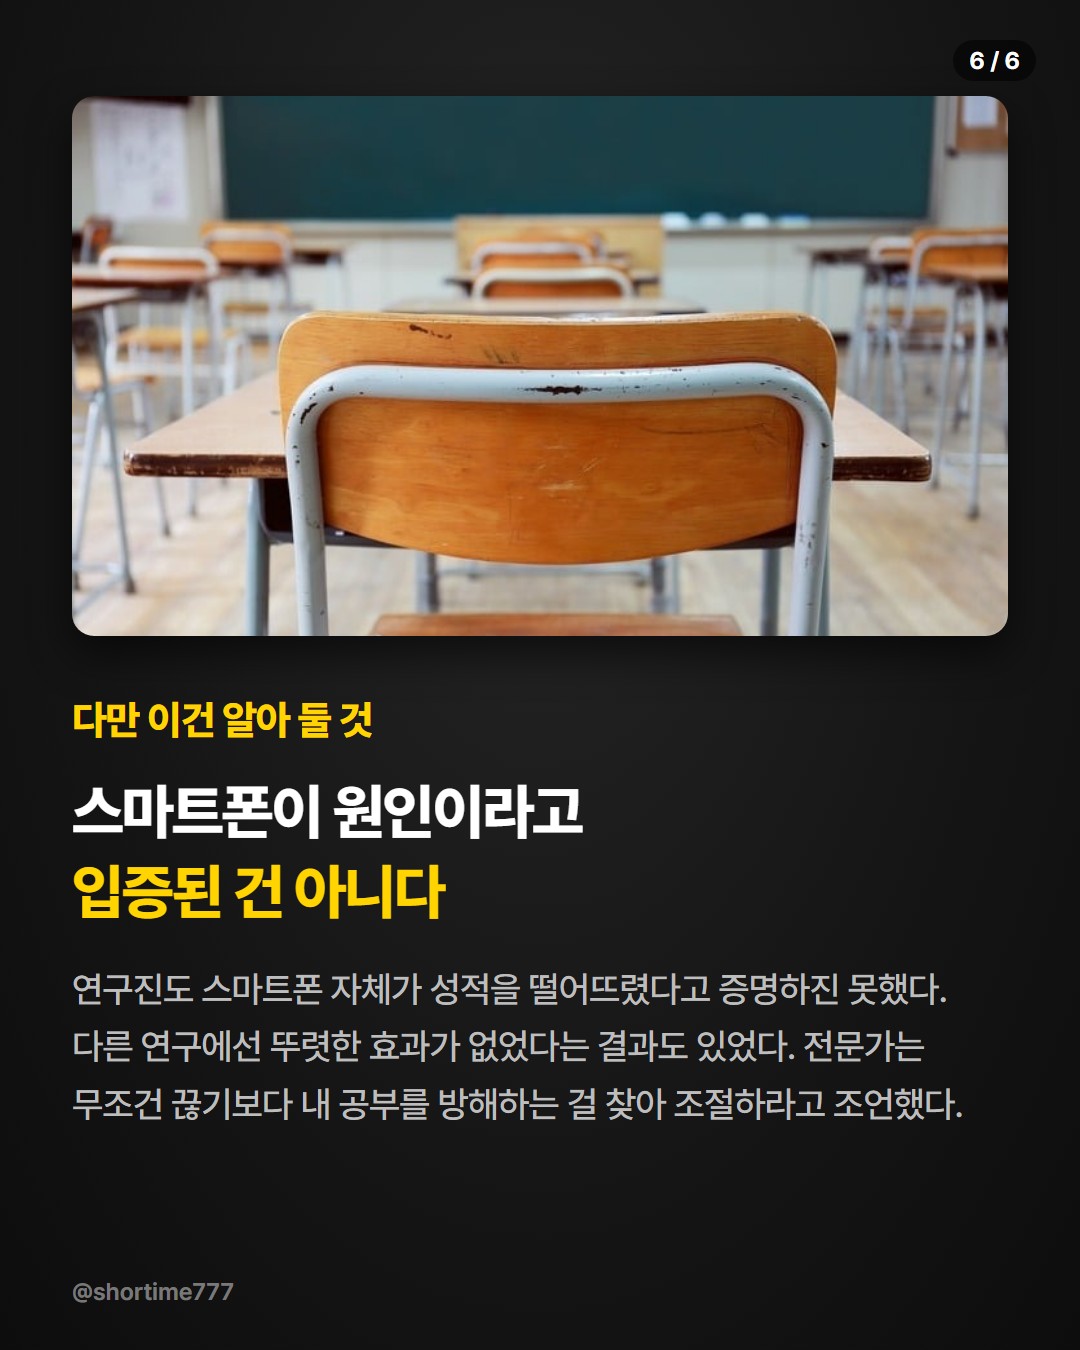 6 / 6
다만 이건 알아 둘 것
스마트폰이 원인이라고
입증된 건 아니다
연구진도 스마트폰 자체가 성적을 떨어뜨렸다고 증명하진 못했다.
다른 연구에선 뚜렷한 효과가 없었다는 결과도 있었다. 전문가는
무조건 끊기보다 내 공부를 방해하는 걸 찾아 조절하라고 조언했다.
@shortime777